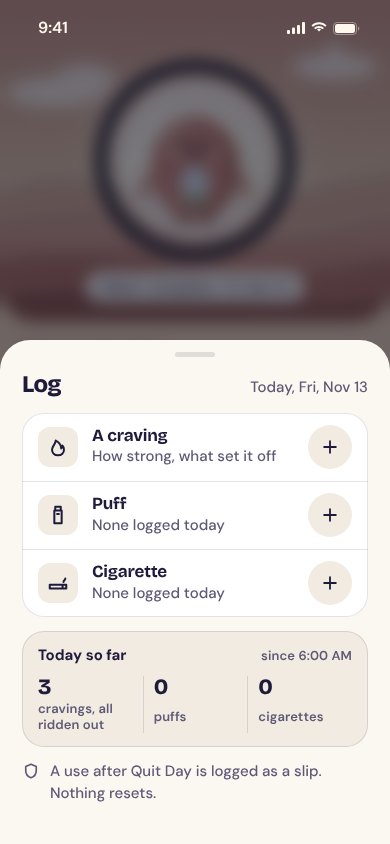 9:41
Log
Today, Fri, Nov 13
A craving
How strong, what set it off
Puff
None logged today
Cigarette
None logged today
Today so far
since 6:00 AM
3
cravings, all
ridden out
0
puffs
0
cigarettes
A use after Quit Day is logged as a slip.
Nothing resets.